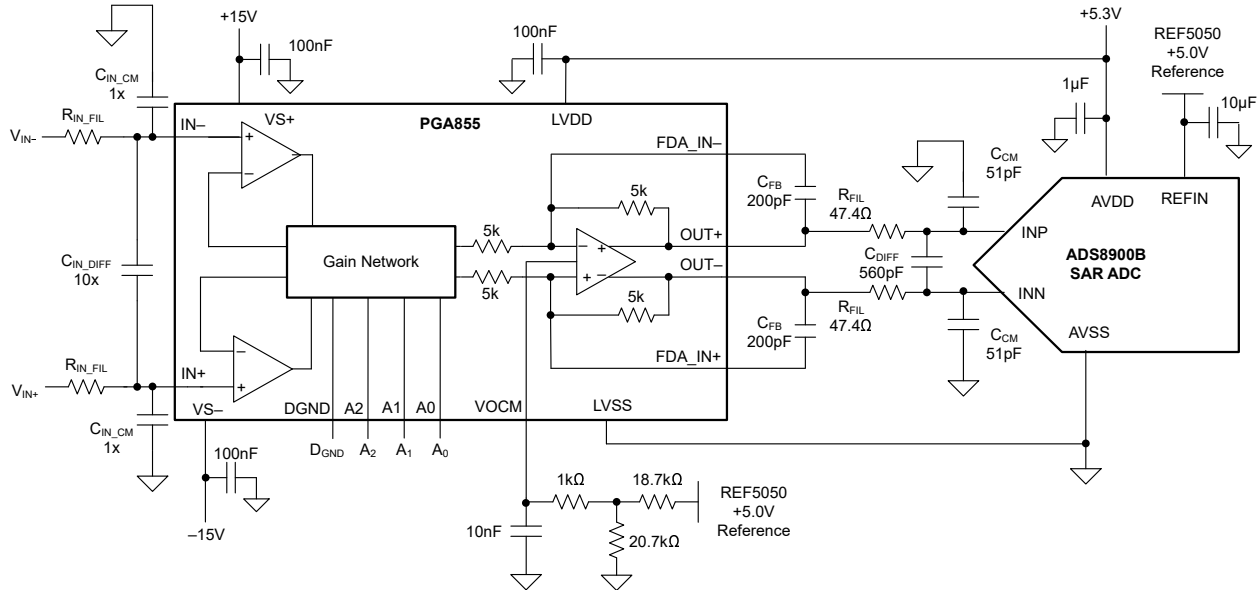 +15V
100nF
100nF
+5.3V
REF5050
+5.0V
Reference
1µF
10µF
C_IN_CM
1x
R_IN_FIL
V_IN–
IN–
VS+
PGA855
LVDD
FDA_IN–
C_FB
200pF
R_FIL
47.4Ω
C_CM
51pF
AVDD
REFIN
+
–
5k
5k
OUT+
INP
Gain Network
–
+
+
–
C_DIFF
560pF
ADS8900B
SAR ADC
C_IN_DIFF
10x
5k
OUT–
INN
5k
R_FIL
47.4Ω
C_FB
200pF
C_CM
51pF
AVSS
–
+
FDA_IN+
R_IN_FIL
V_IN+
IN+
VS–
DGND
A2
A1
A0
VOCM
LVSS
C_IN_CM
1x
100nF
D_GND
A_2
A_1
A_0
–15V
1kΩ
18.7kΩ
REF5050
+5.0V
Reference
10nF
20.7kΩ